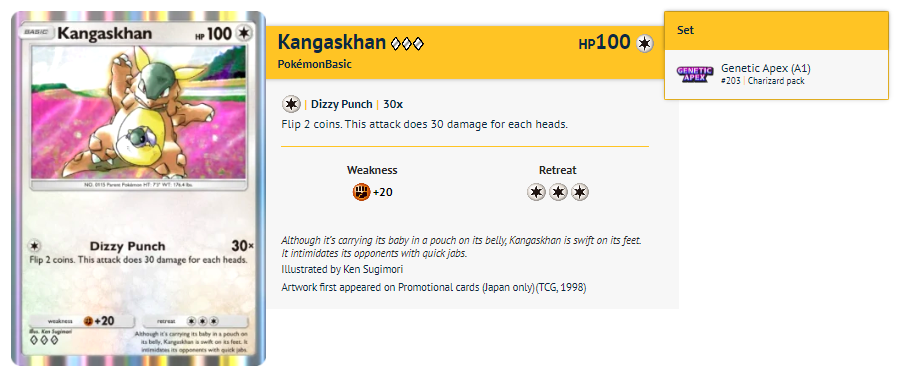 BASIC Kangaskhan HP 100
NO. 0115 Parent Pokémon HT: 7'3" WT: 176.4 lbs.
Dizzy Punch 30x
Flip 2 coins. This attack does 30 damage for each heads.
weakness +20 retreat
Illus. Ken Sugimori
Although it's carrying its baby in a pouch on
its belly, Kangaskhan is swift on its feet. It
intimidates its opponents with quick jabs.
Kangaskhan HP100
PokémonBasic
| Dizzy Punch | 30x
Flip 2 coins. This attack does 30 damage for each heads.
Weakness Retreat
+20
Although it's carrying its baby in a pouch on its belly, Kangaskhan is swift on its feet.
It intimidates its opponents with quick jabs.
Illustrated by Ken Sugimori
Artwork first appeared on Promotional cards (Japan only)(TCG, 1998)
Set
GENETIC
APEX
Genetic Apex (A1)
#203 | Charizard pack